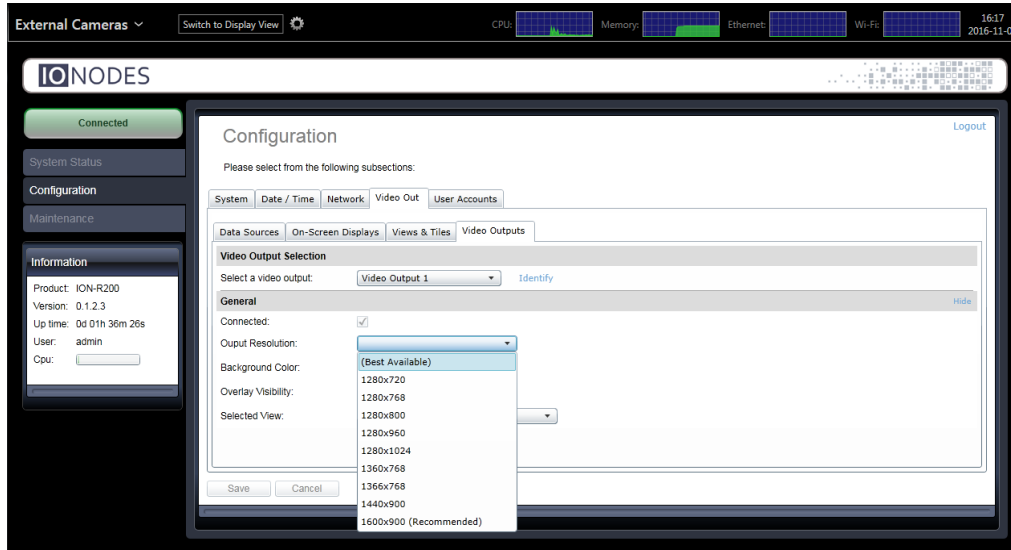 External Cameras
Switch to Display View
CPU:
Memory:
Ethernet:
Wi-Fi:
16:17
2016-11-0
IONODES
Connected
System Status
Configuration
Maintenance
Information
Product: ION-R200
Version: 0.1.2.3
Up time: 0d 01h 36m 26s
User: admin
Cpu:
Logout
Configuration
Please select from the following subsections:
System Date / Time Network Video Out User Accounts
Data Sources On-Screen Displays Views & Tiles Video Outputs
Video Output Selection
Select a video output: Video Output 1 Identify
General Hide
Connected:
Ouput Resolution:
Background Color:
Overlay Visibility:
Selected View:
(Best Available)
1280x720
1280x768
1280x800
1280x960
1280x1024
1360x768
1366x768
1440x900
1600x900 (Recommended)
Save Cancel